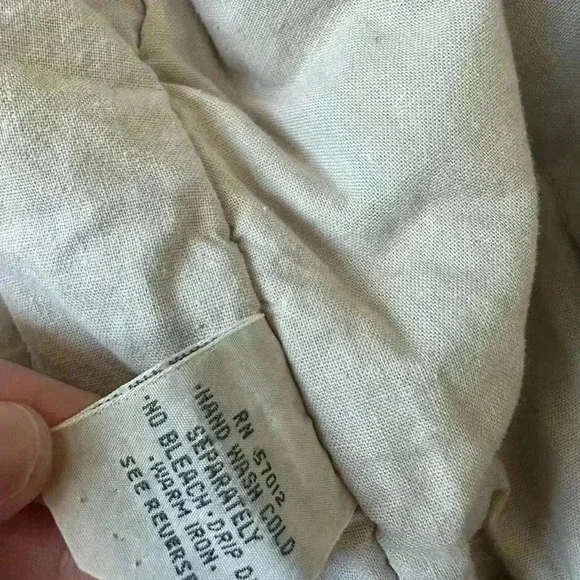 RN 57012
·HAND WASH COLD
SEPARATELY
·NO BLEACH·DRIP D
·WARM IRON·
SEE REVERS